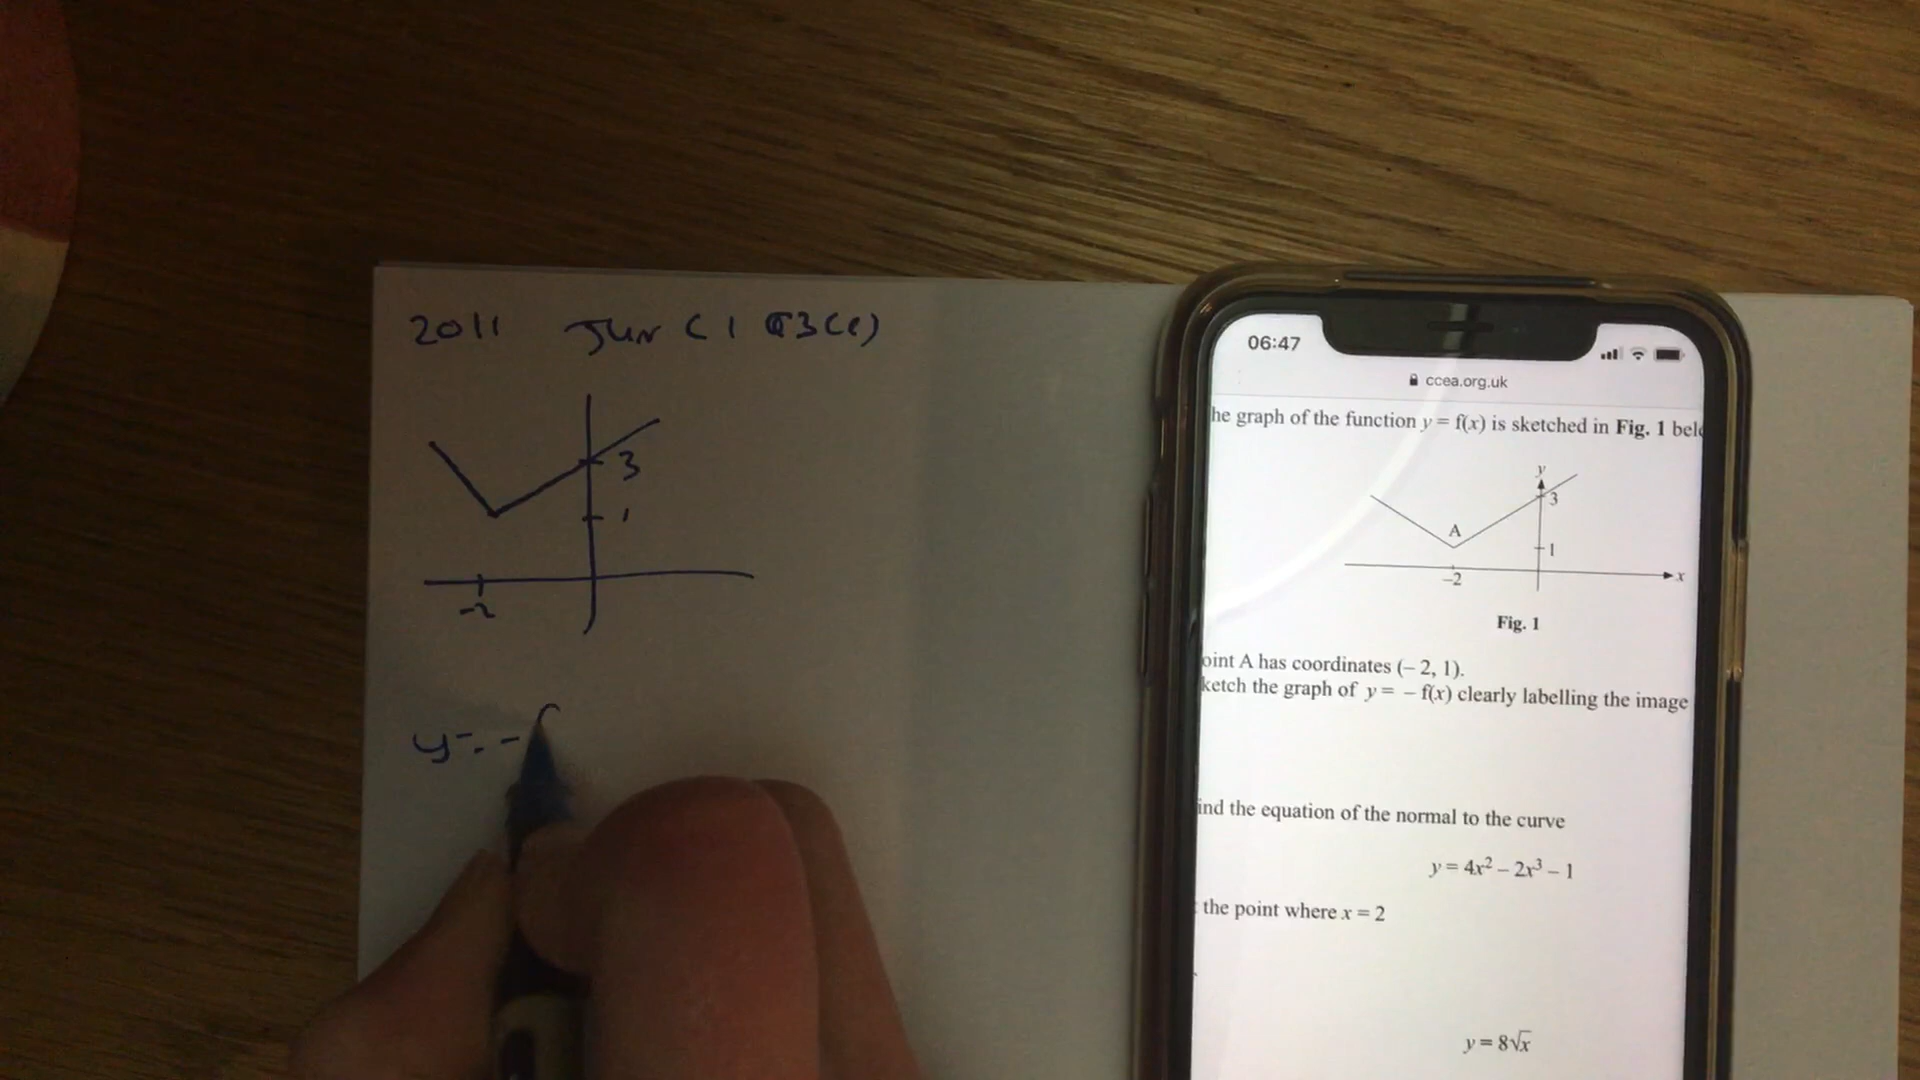 2011 Jun C1 Q3(i)
3
1
-2
y = - f
06:47
ccea.org.uk
he graph of the function y = f(x) is sketched in Fig. 1 bel
y
3
A
1
-2
x
Fig. 1
oint A has coordinates (– 2, 1).
ketch the graph of y = – f(x) clearly labelling the image
ind the equation of the normal to the curve
y = 4x² – 2x³ – 1
the point where x = 2
y = 8√x